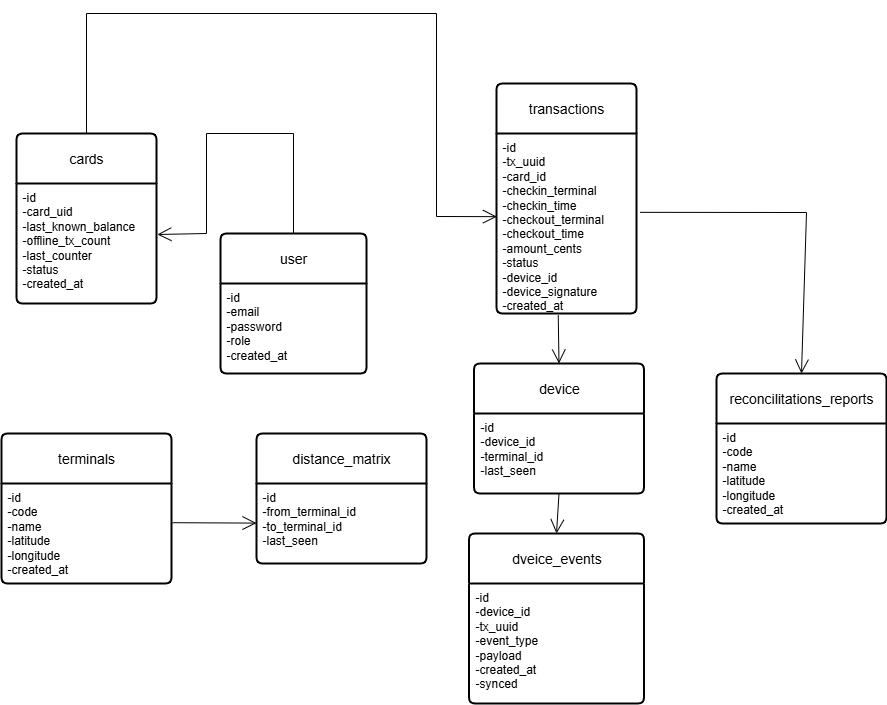 transactions
-id
-tx_uuid
-card_id
-checkin_terminal
-checkin_time
-checkout_terminal
-checkout_time
-amount_cents
-status
-device_id
-device_signature
-created_at
cards
-id
-card_uid
-last_known_balance
-offline_tx_count
-last_counter
-status
-created_at
user
-id
-email
-password
-role
-created_at
device
-id
-device_id
-terminal_id
-last_seen
reconcilitations_reports
-id
-code
-name
-latitude
-longitude
-created_at
terminals
-id
-code
-name
-latitude
-longitude
-created_at
distance_matrix
-id
-from_terminal_id
-to_terminal_id
-last_seen
dveice_events
-id
-device_id
-tx_uuid
-event_type
-payload
-created_at
-synced